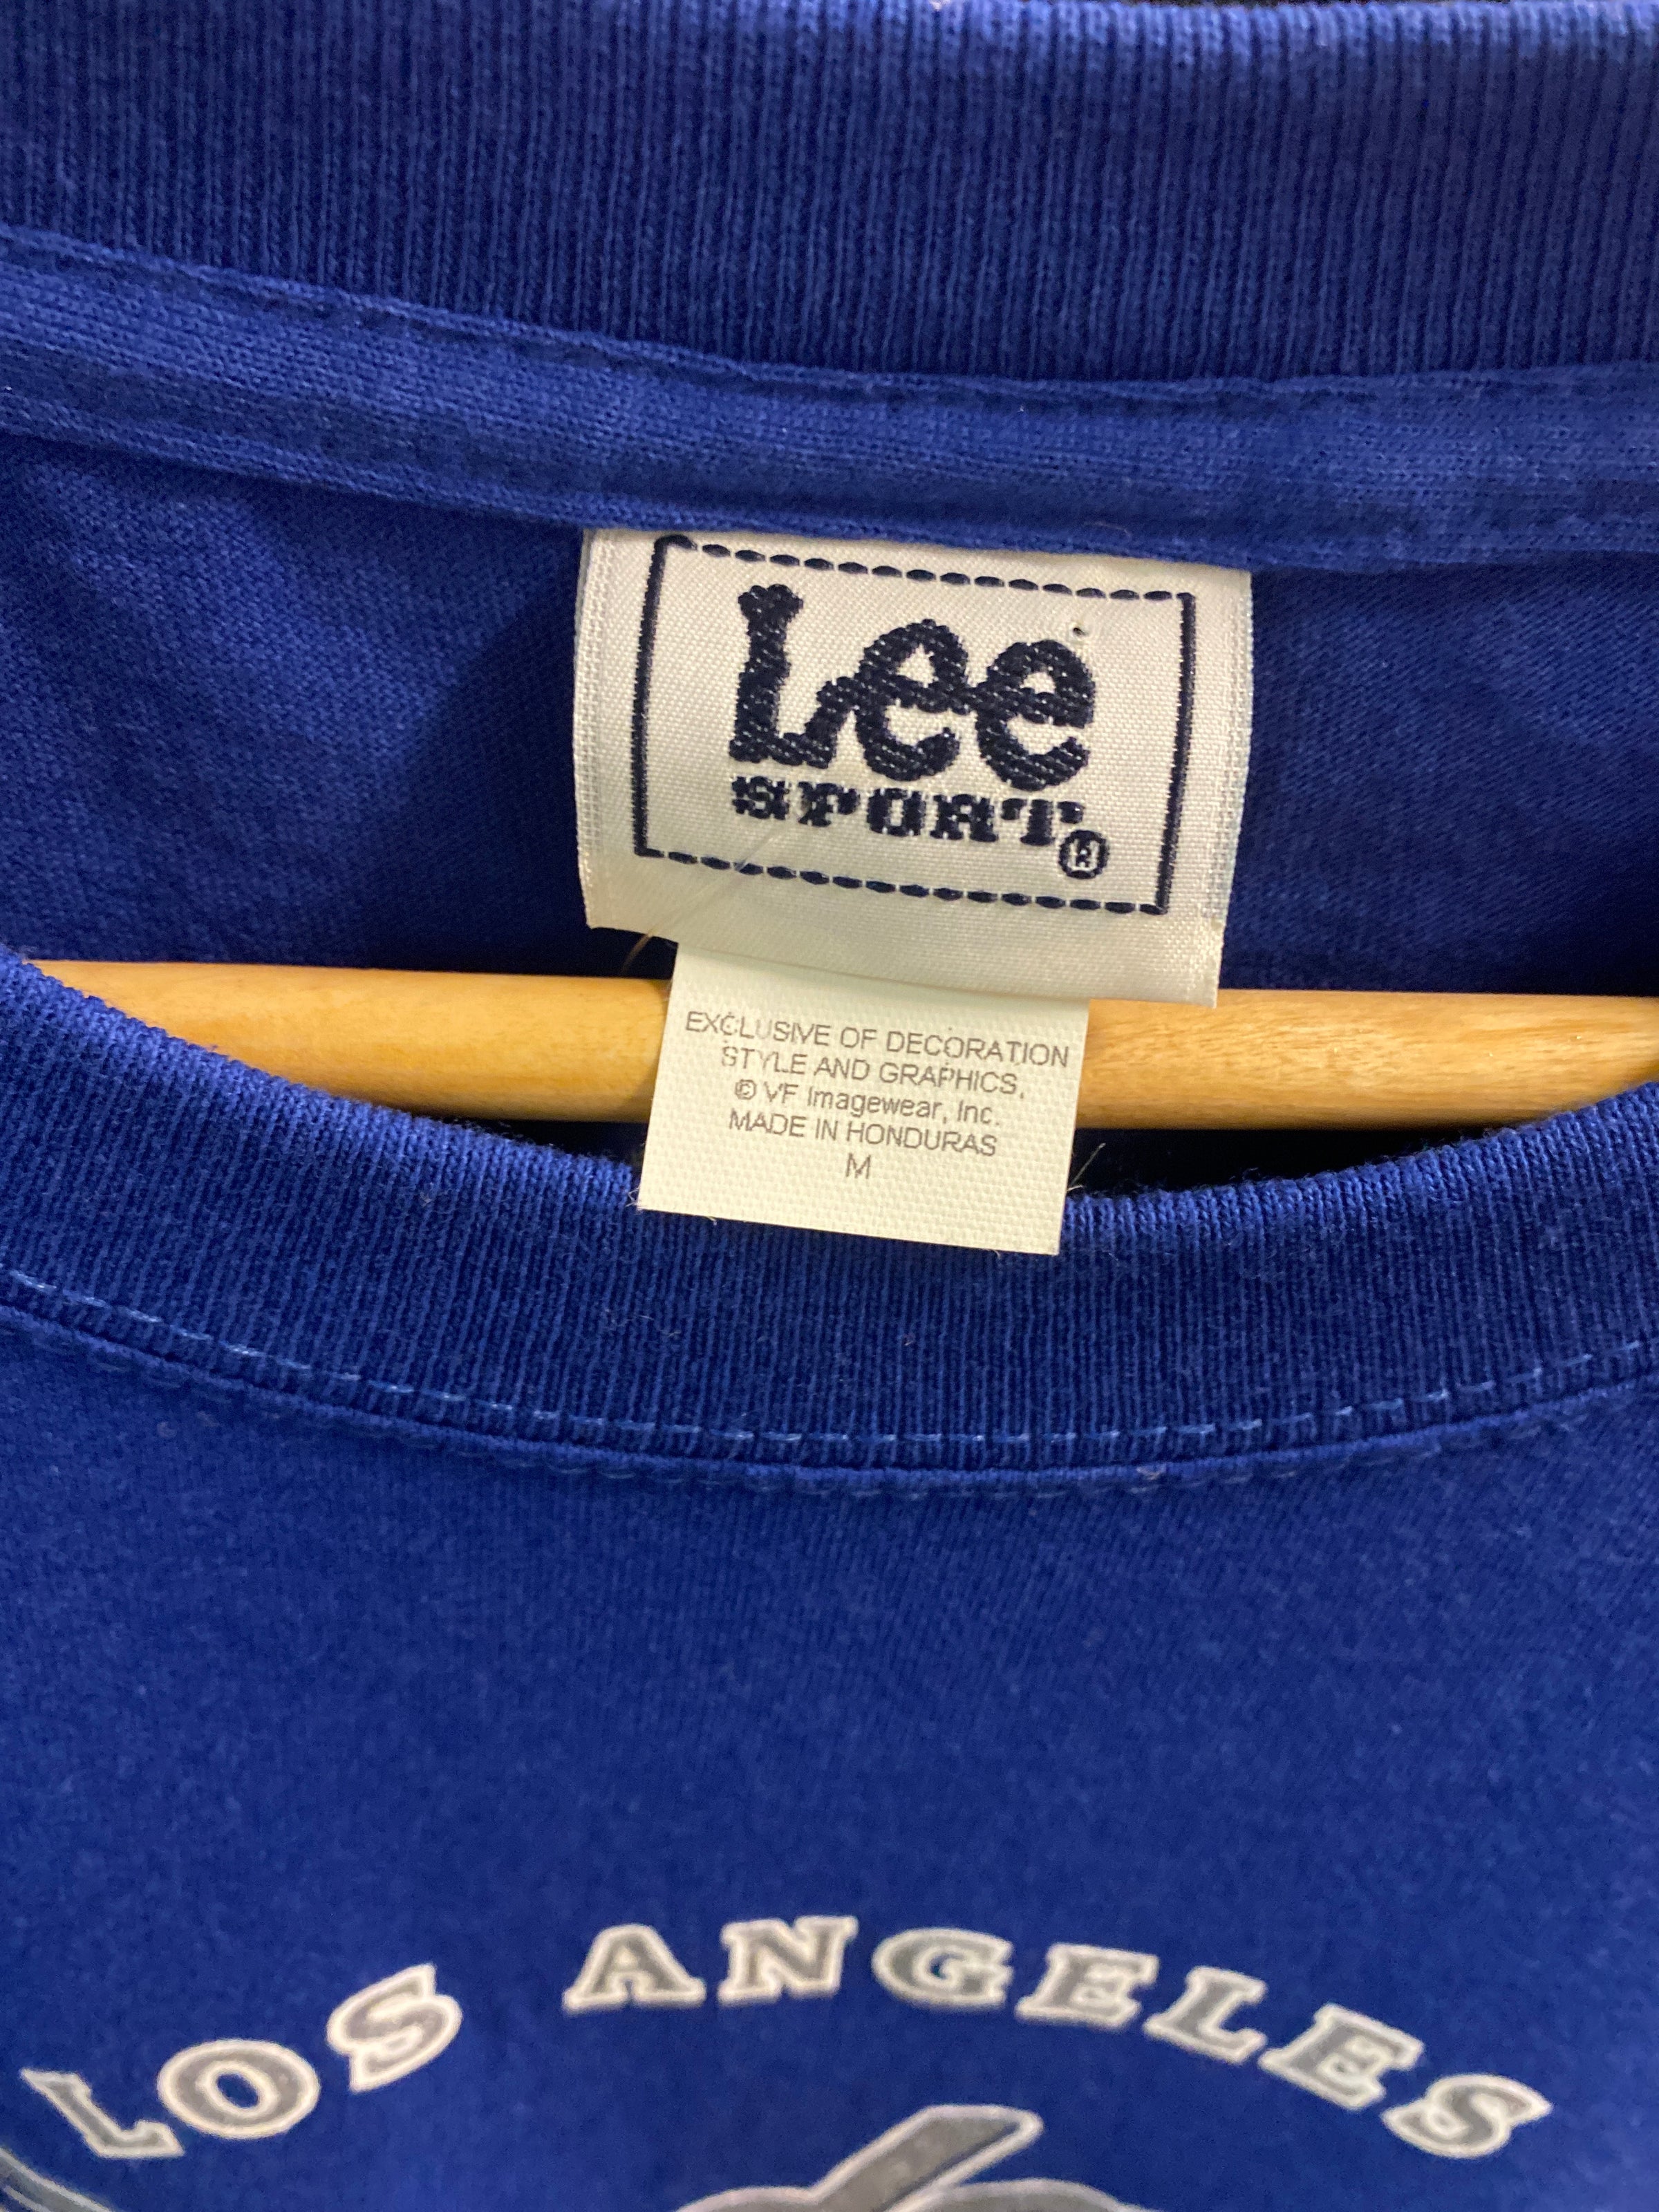 Lee
SPORT®
EXCLUSIVE OF DECORATION
STYLE AND GRAPHICS,
© VF Imagewear, Inc.
MADE IN HONDURAS
M
LOS ANGELES